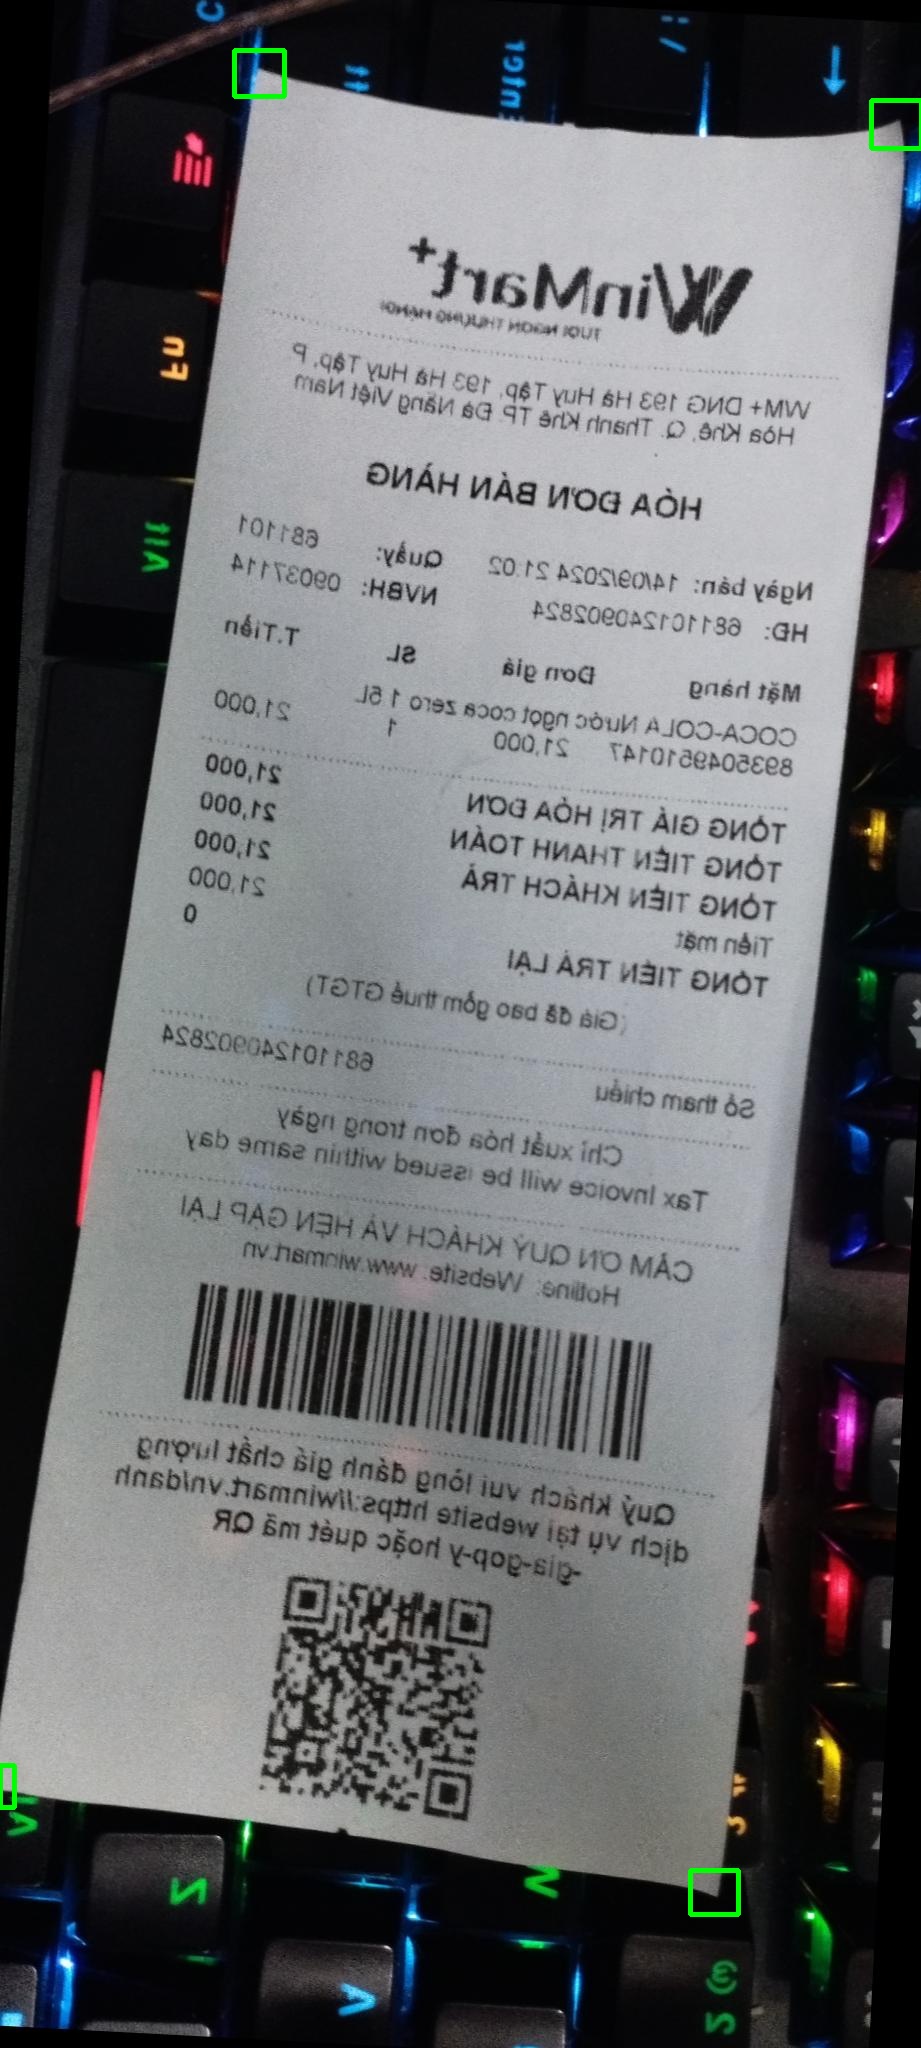 WinMart+
TƯƠI NGON THƯỢNG HẠNG!
WM+ DNG 193 Hà Huy Tập, 193 Hà Huy Tập, P.
Hòa Khê, Q. Thanh Khê TP. Đà Nẵng Việt Nam
HÓA ĐƠN BÁN HÀNG
Ngày bán: 14/09/2024 21:02 Quầy: 681101
HĐ: 681101240902824 NVBH: 09037114
Mặt hàng Đơn giá SL T.Tiền
COCA-COLA Nước ngọt coca zero 1.5L
8935049510147 21,000 1 21,000
TỔNG GIÁ TRỊ HÓA ĐƠN 21,000
TỔNG TIỀN THANH TOÁN 21,000
TỔNG TIỀN KHÁCH TRẢ 21,000
Tiền mặt 21,000
TỔNG TIỀN TRẢ LẠI 0
(Giá đã bao gồm thuế GTGT)
Số tham chiếu 681101240902824
Chỉ xuất hóa đơn trong ngày
Tax Invoice will be issued within same day
CẢM ƠN QUÝ KHÁCH VÀ HẸN GẶP LẠI
Hotline: Website: www.winmart.vn
Quý khách vui lòng đánh giá chất lượng
dịch vụ tại website https://winmart.vn/danh
-gia-gop-y hoặc quét mã QR